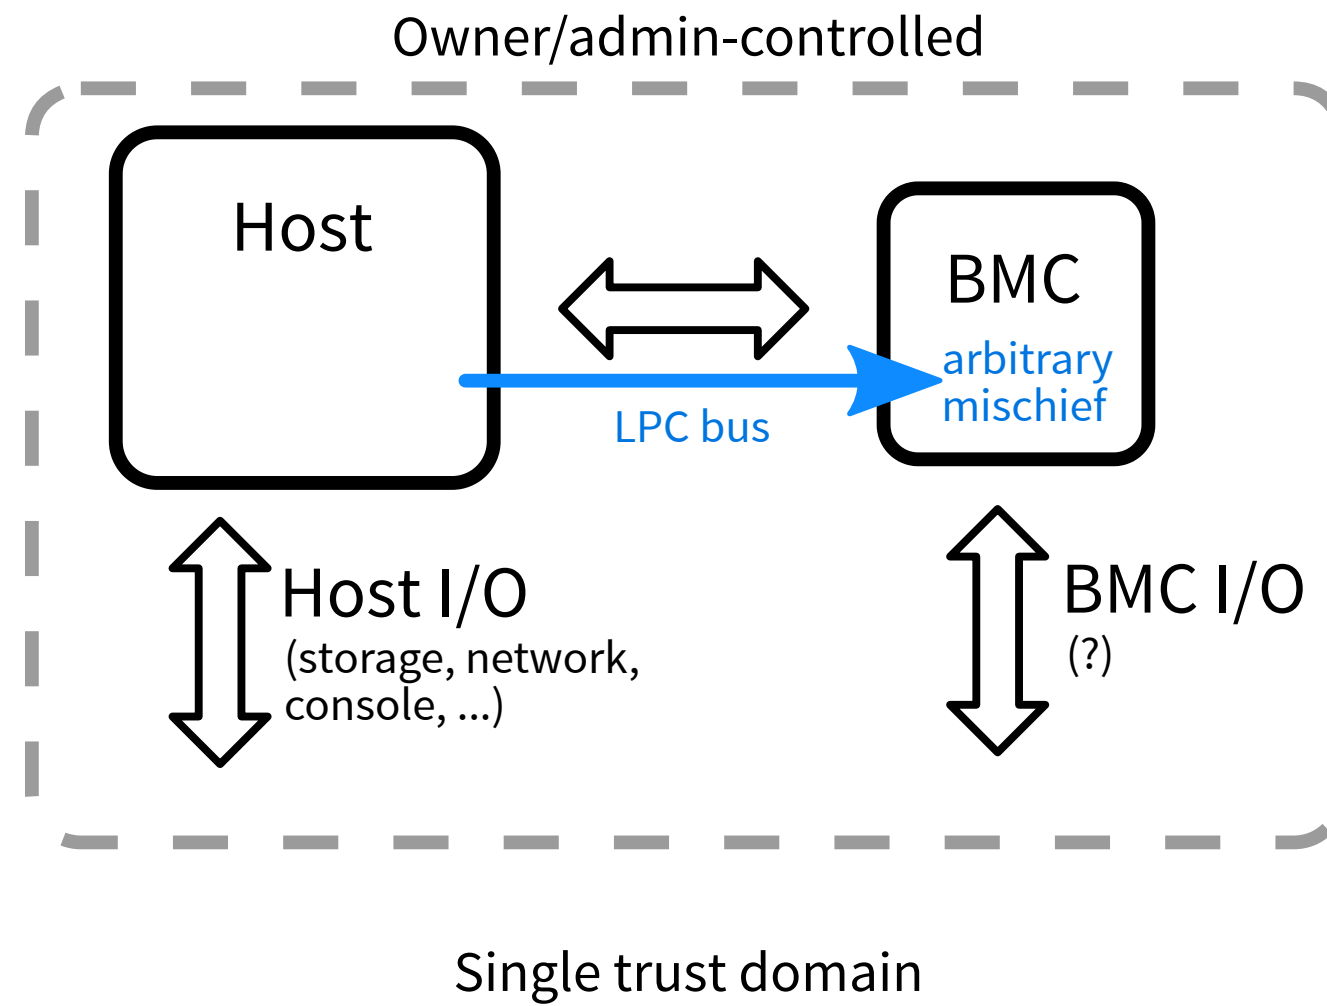 Owner/admin-controlled
Host
BMC
arbitrary
mischief
LPC bus
Host I/O
(storage, network,
console, ...)
BMC I/O
(?)
Single trust domain